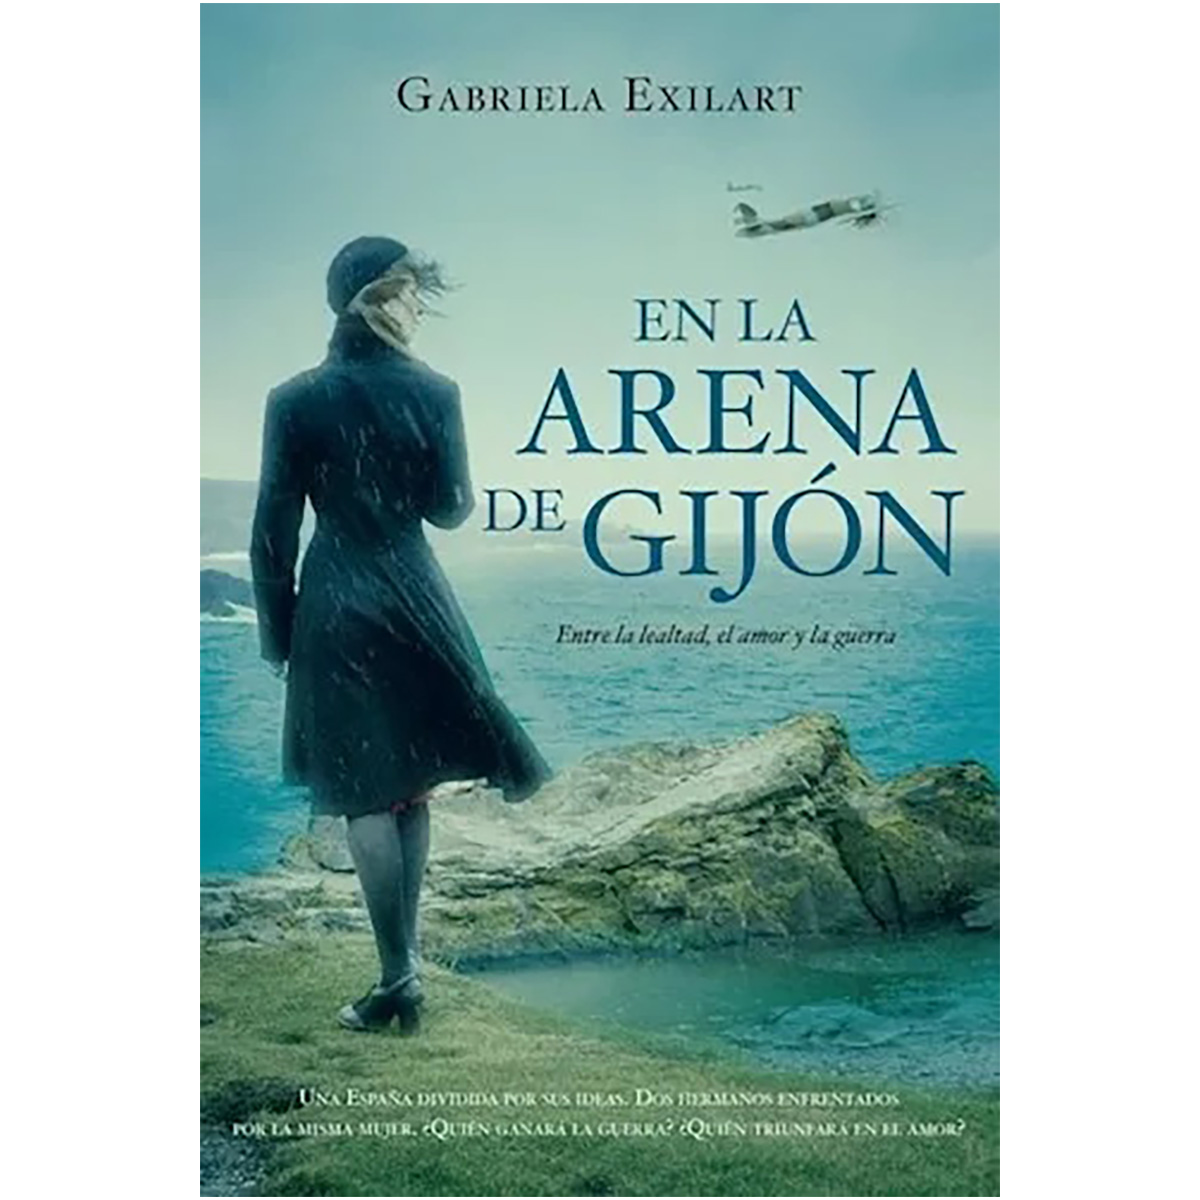 GABRIELA EXILART
EN LA
ARENA
DE GIJÓN
Entre la lealtad, el amor y la guerra
UNA ESPAÑA DIVIDIDA POR SUS IDEAS. DOS HERMANOS ENFRENTADOS
POR LA MISMA MUJER. ¿QUIÉN GANARÁ LA GUERRA? ¿QUIÉN TRIUNFARÁ EN EL AMOR?